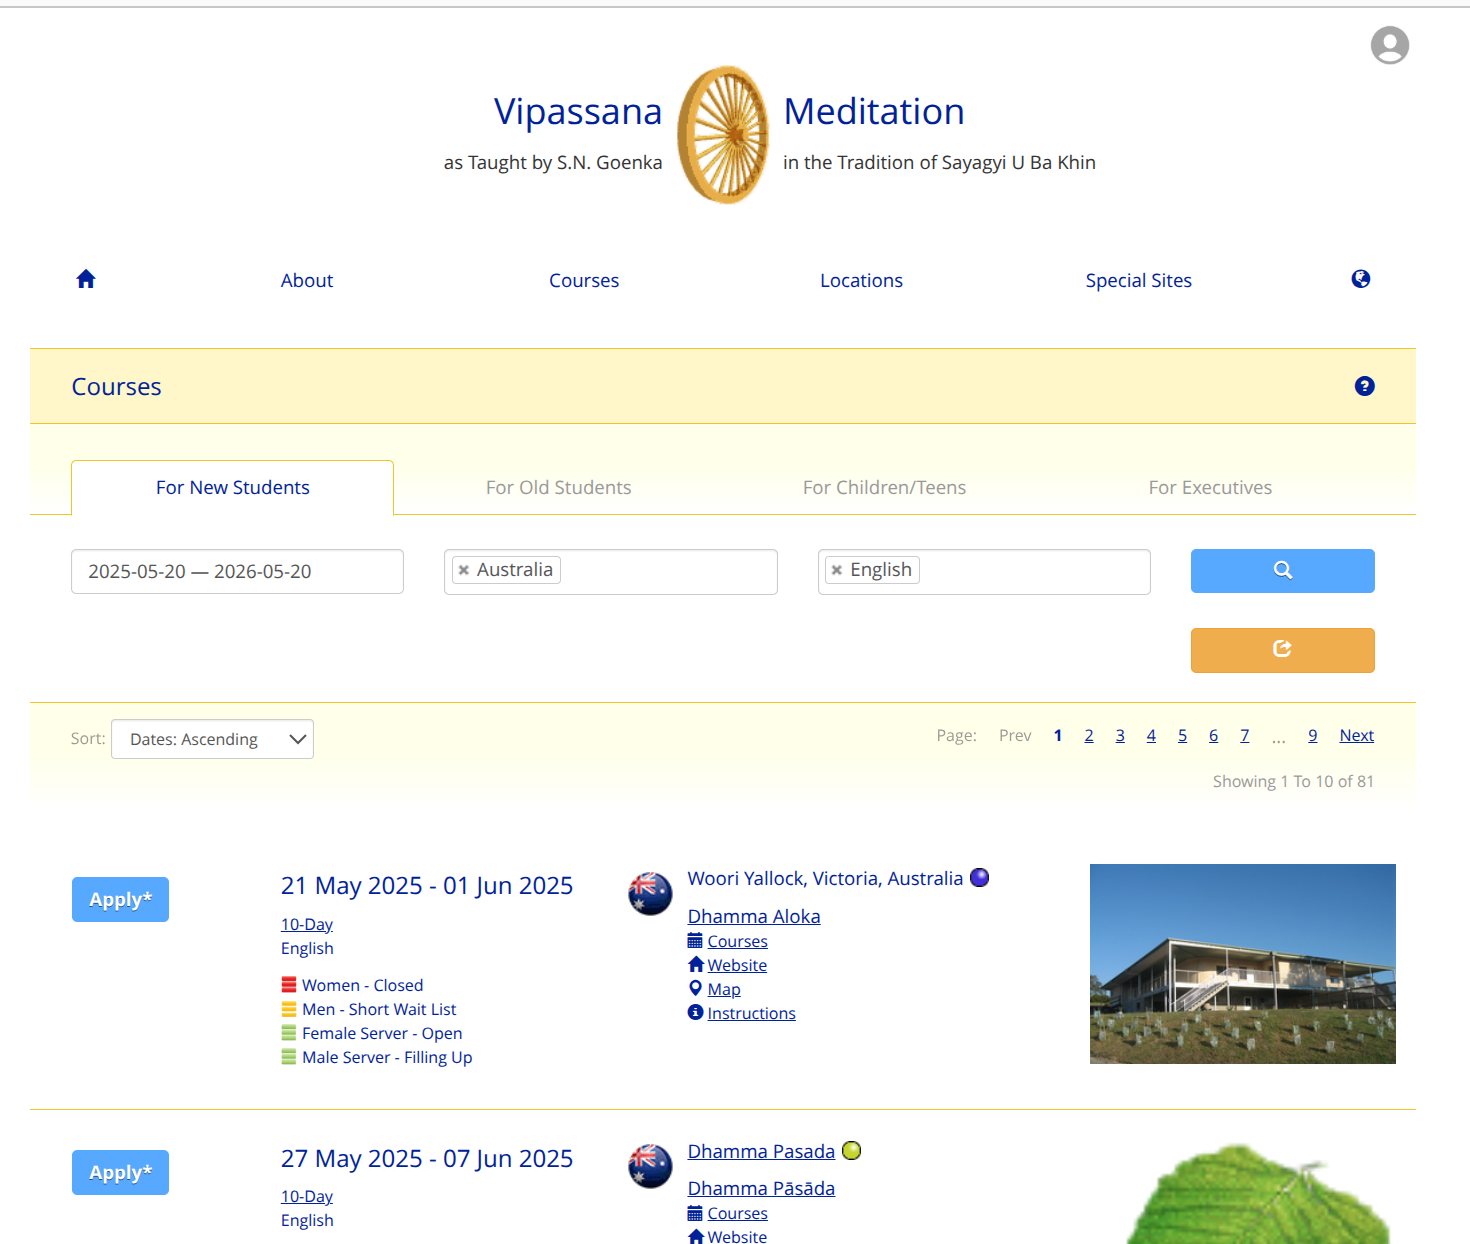 Vipassana Meditation
as Taught by S.N. Goenka in the Tradition of Sayagyi U Ba Khin
About Courses Locations Special Sites
Courses
For New Students For Old Students For Children/Teens For Executives
2025-05-20 — 2026-05-20 Australia English
Sort: Dates: Ascending Page: Prev 1 2 3 4 5 6 7 ... 9 Next
Showing 1 To 10 of 81
Apply*
21 May 2025 - 01 Jun 2025
10-Day
English
Women - Closed
Men - Short Wait List
Female Server - Open
Male Server - Filling Up
Woori Yallock, Victoria, Australia
Dhamma Aloka
Courses
Website
Map
Instructions
Apply*
27 May 2025 - 07 Jun 2025
10-Day
English
Dhamma Pasada
Dhamma Pāsāda
Courses
Website